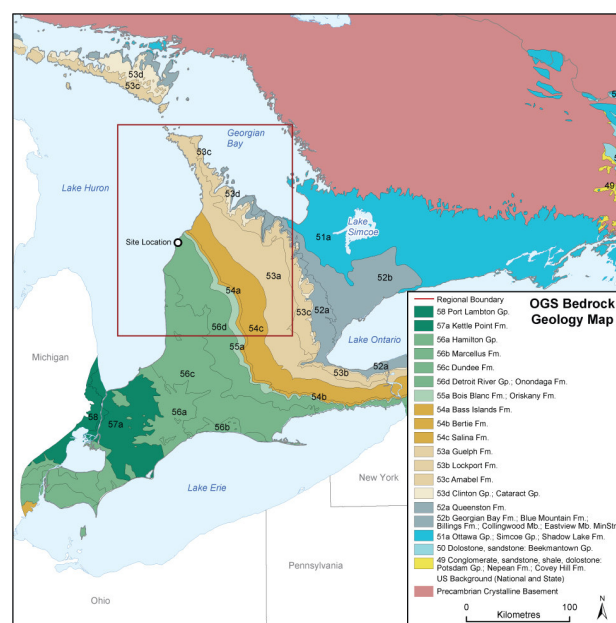 53d
53c
Georgian
Bay
53c
Lake Huron
53d
Lake
Simcoe
51a
Site Location
53a
52b
54a
53c
52a
56d
54c
55a
Lake Ontario
Michigan
53b
52a
56c
54b
58
57a
56a
56b
Lake Erie
New York
Pennsylvania
Ohio
49
OGS Bedrock
Geology Map
Regional Boundary
58 Port Lambton Gp.
57a Kettle Point Fm.
56a Hamilton Gp.
56b Marcellus Fm.
56c Dundee Fm.
56d Detroit River Gp.; Onondaga Fm.
55a Bois Blanc Fm.; Oriskany Fm.
54a Bass Islands Fm.
54b Bertie Fm.
54c Salina Fm.
53a Guelph Fm.
53b Lockport Fm.
53c Amabel Fm.
53d Clinton Gp.; Cataract Gp.
52a Queenston Fm.
52b Georgian Bay Fm.; Blue Mountain Fm.;
Billings Fm.; Collingwood Mb.; Eastview Mb. MinStr
51a Ottawa Gp.; Simcoe Gp.; Shadow Lake Fm.
50 Dolostone, sandstone: Beekmantown Gp.
49 Conglomerate, sandstone, shale, dolostone:
Potsdam Gp.; Nepean Fm.; Covey Hill Fm.
US Background (National and State)
Precambrian Crystalline Basement
0 100
Kilometres
N